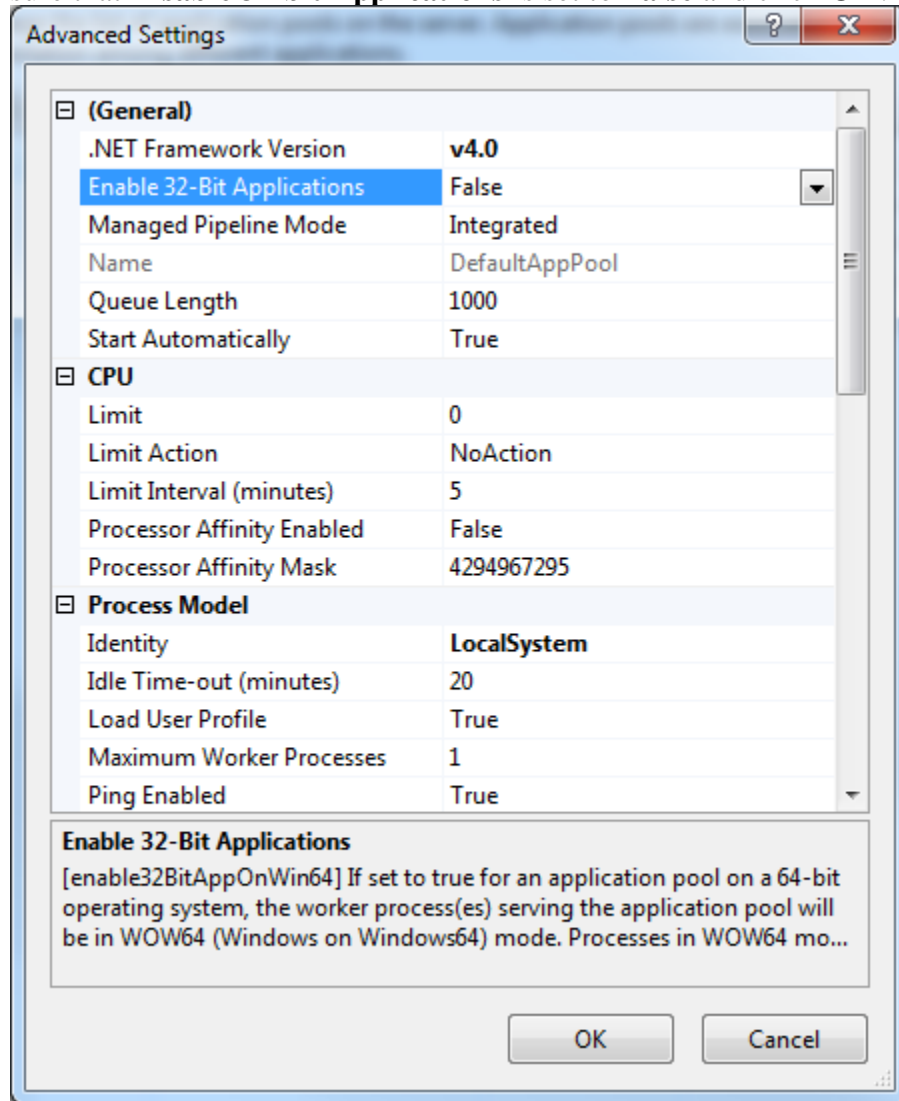 Advanced Settings
(General)
.NET Framework Version v4.0
Enable 32-Bit Applications False
Managed Pipeline Mode Integrated
Name DefaultAppPool
Queue Length 1000
Start Automatically True
CPU
Limit 0
Limit Action NoAction
Limit Interval (minutes) 5
Processor Affinity Enabled False
Processor Affinity Mask 4294967295
Process Model
Identity LocalSystem
Idle Time-out (minutes) 20
Load User Profile True
Maximum Worker Processes 1
Ping Enabled True
Enable 32-Bit Applications
[enable32BitAppOnWin64] If set to true for an application pool on a 64-bit
operating system, the worker process(es) serving the application pool will
be in WOW64 (Windows on Windows64) mode. Processes in WOW64 mo...
OK Cancel